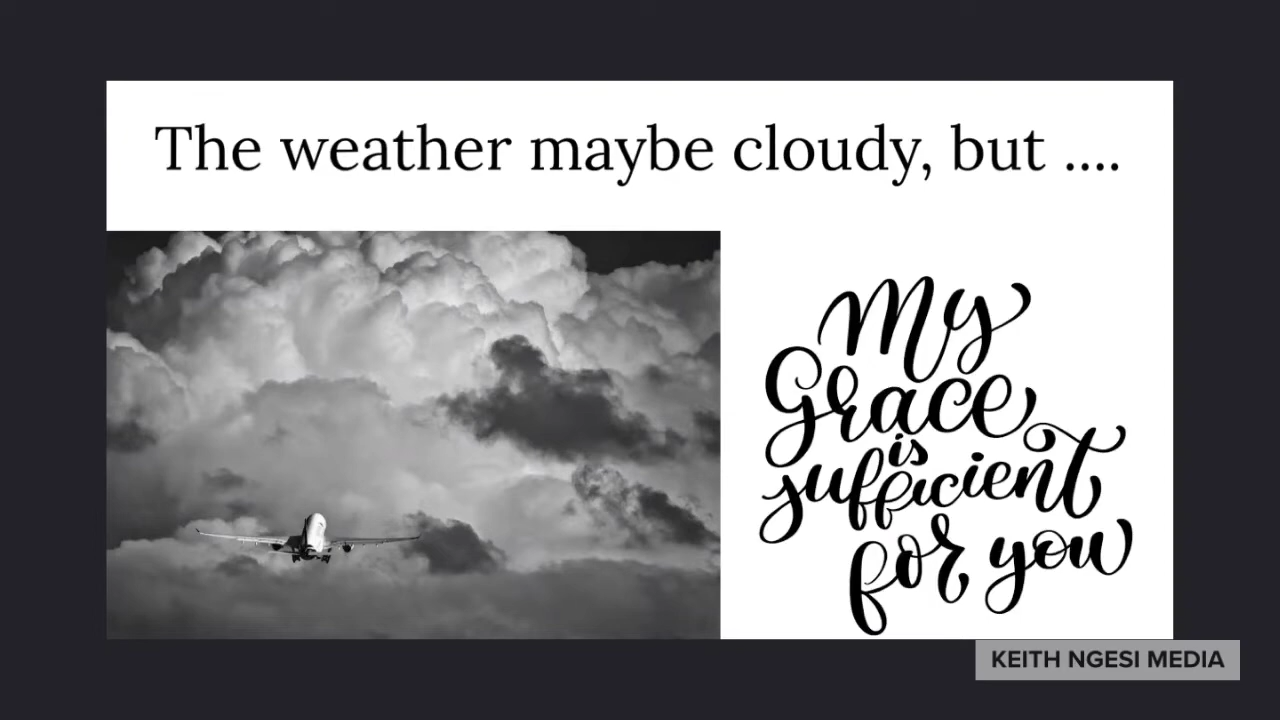 The weather maybe cloudy, but ....
My
Grace
is
sufficient
for you
KEITH NGESI MEDIA